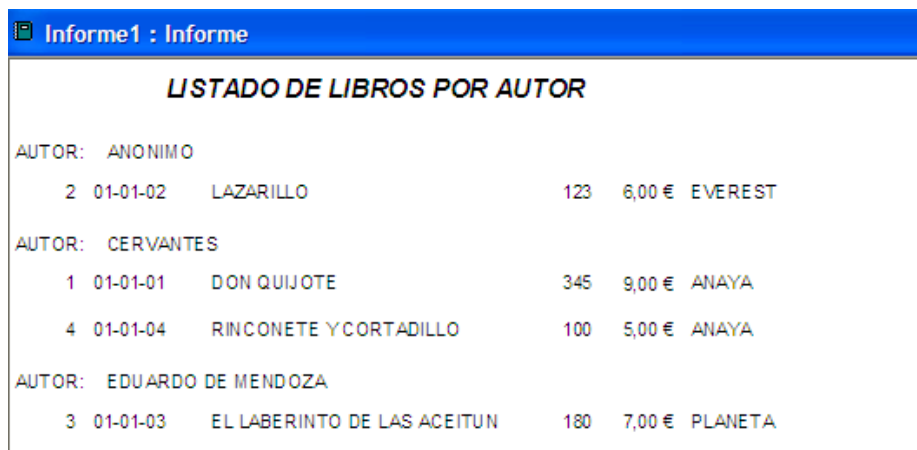 Informe1 : Informe
LISTADO DE LIBROS POR AUTOR
AUTOR: ANONIMO
2 01-01-02 LAZARILLO 123 6,00 € EVEREST
AUTOR: CERVANTES
1 01-01-01 DON QUIJOTE 345 9,00 € ANAYA
4 01-01-04 RINCONETE Y CORTADILLO 100 5,00 € ANAYA
AUTOR: EDUARDO DE MENDOZA
3 01-01-03 EL LABERINTO DE LAS ACEITUN 180 7,00 € PLANETA